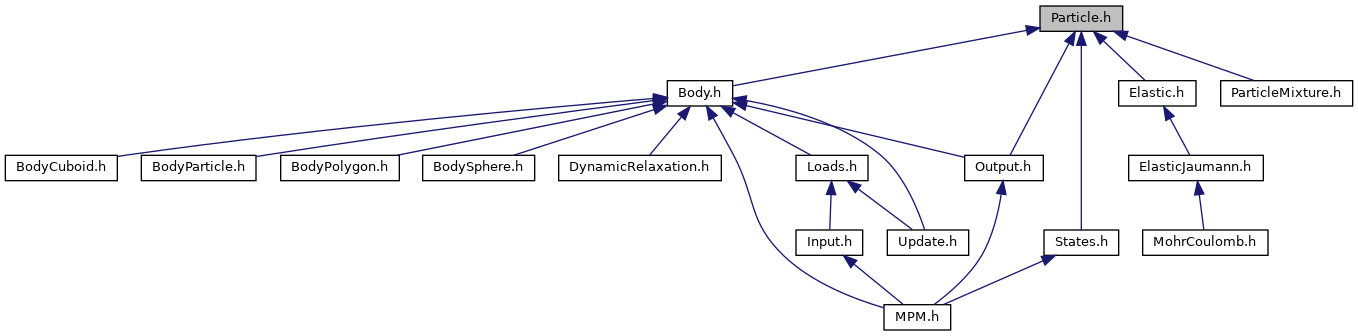 Particle.h
Body.h
Elastic.h
ParticleMixture.h
BodyCuboid.h
BodyParticle.h
BodyPolygon.h
BodySphere.h
DynamicRelaxation.h
Loads.h
Output.h
ElasticJaumann.h
Input.h
Update.h
States.h
MohrCoulomb.h
MPM.h